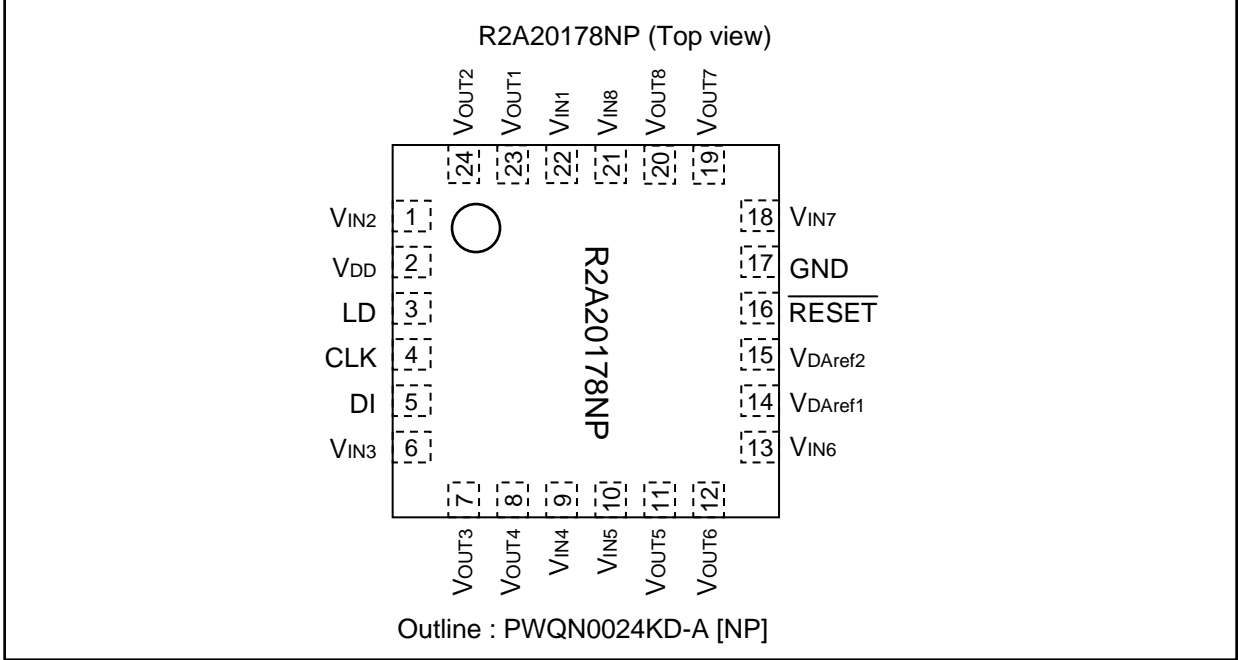 R2A20178NP (Top view)
VOUT2
VOUT1
VIN1
VIN8
VOUT8
VOUT7
24
23
22
21
20
19
VIN2 1
VDD 2
LD 3
CLK 4
DI 5
VIN3 6
R2A20178NP
18 VIN7
17 GND
16 RESET
15 VDAref2
14 VDAref1
13 VIN6
7
8
9
10
11
12
VOUT3
VOUT4
VIN4
VIN5
VOUT5
VOUT6
Outline : PWQN0024KD-A [NP]